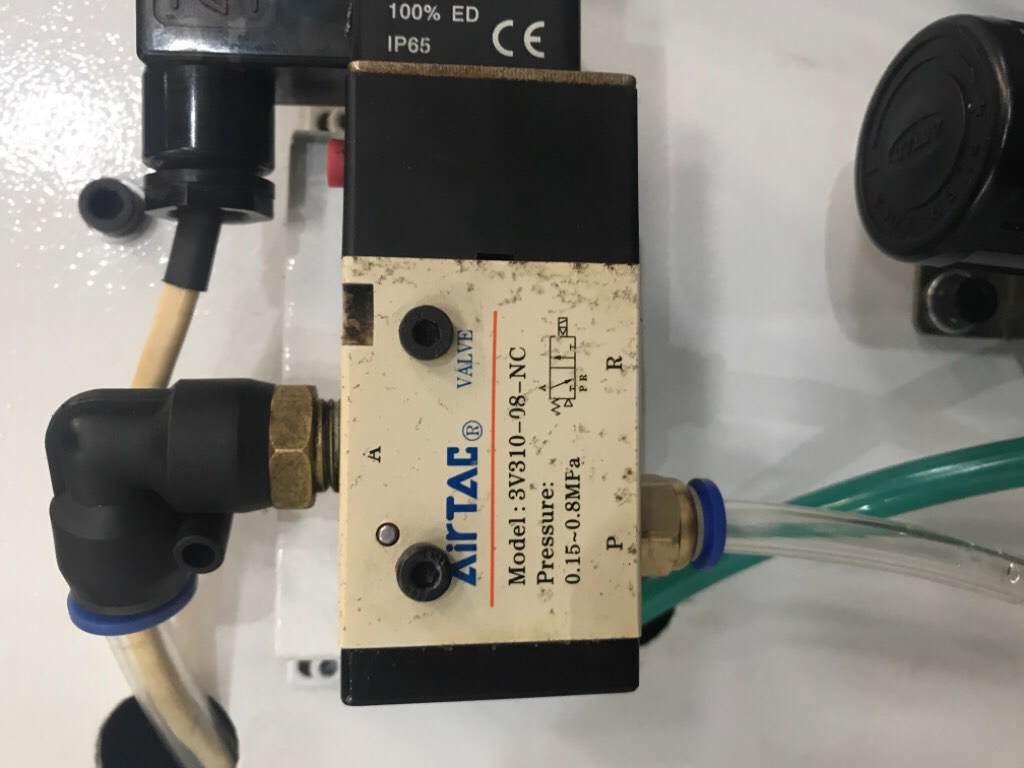 100% ED
IP65
CE
AirTAC® VALVE
Model: 3V310-08-NC
Pressure:
0.15~0.8MPa
A
P
R
A
P R